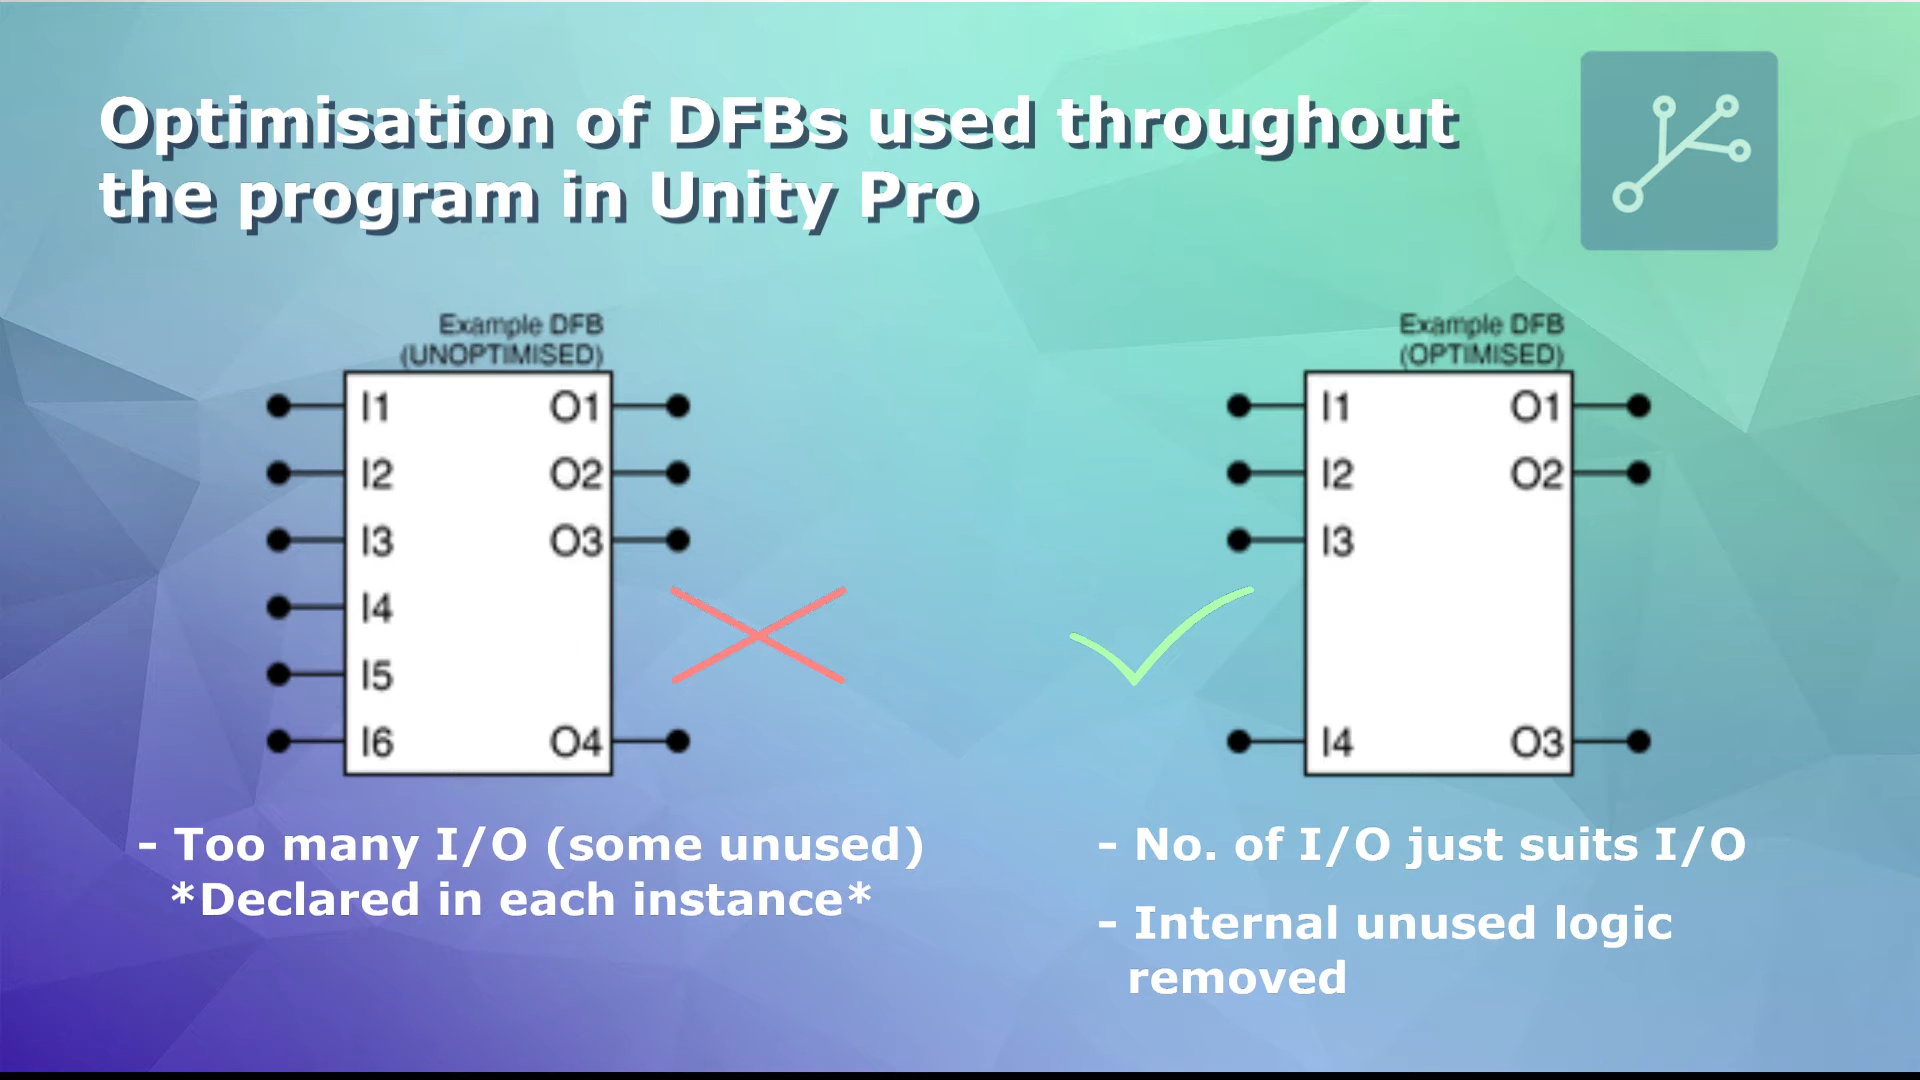 Optimisation of DFBs used throughout
the program in Unity Pro
Example DFB
(UNOPTIMISED)
I1 O1
I2 O2
I3 O3
I4
I5
I6 O4
- Too many I/O (some unused)
*Declared in each instance*
Example DFB
(OPTIMISED)
I1 O1
I2 O2
I3
I4 O3
- No. of I/O just suits I/O
- Internal unused logic
removed